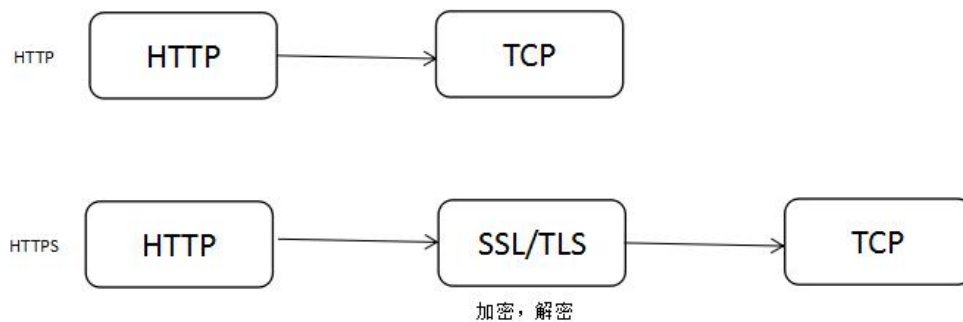 HTTP HTTP TCP
HTTPS HTTP SSL/TLS TCP
加密，解密